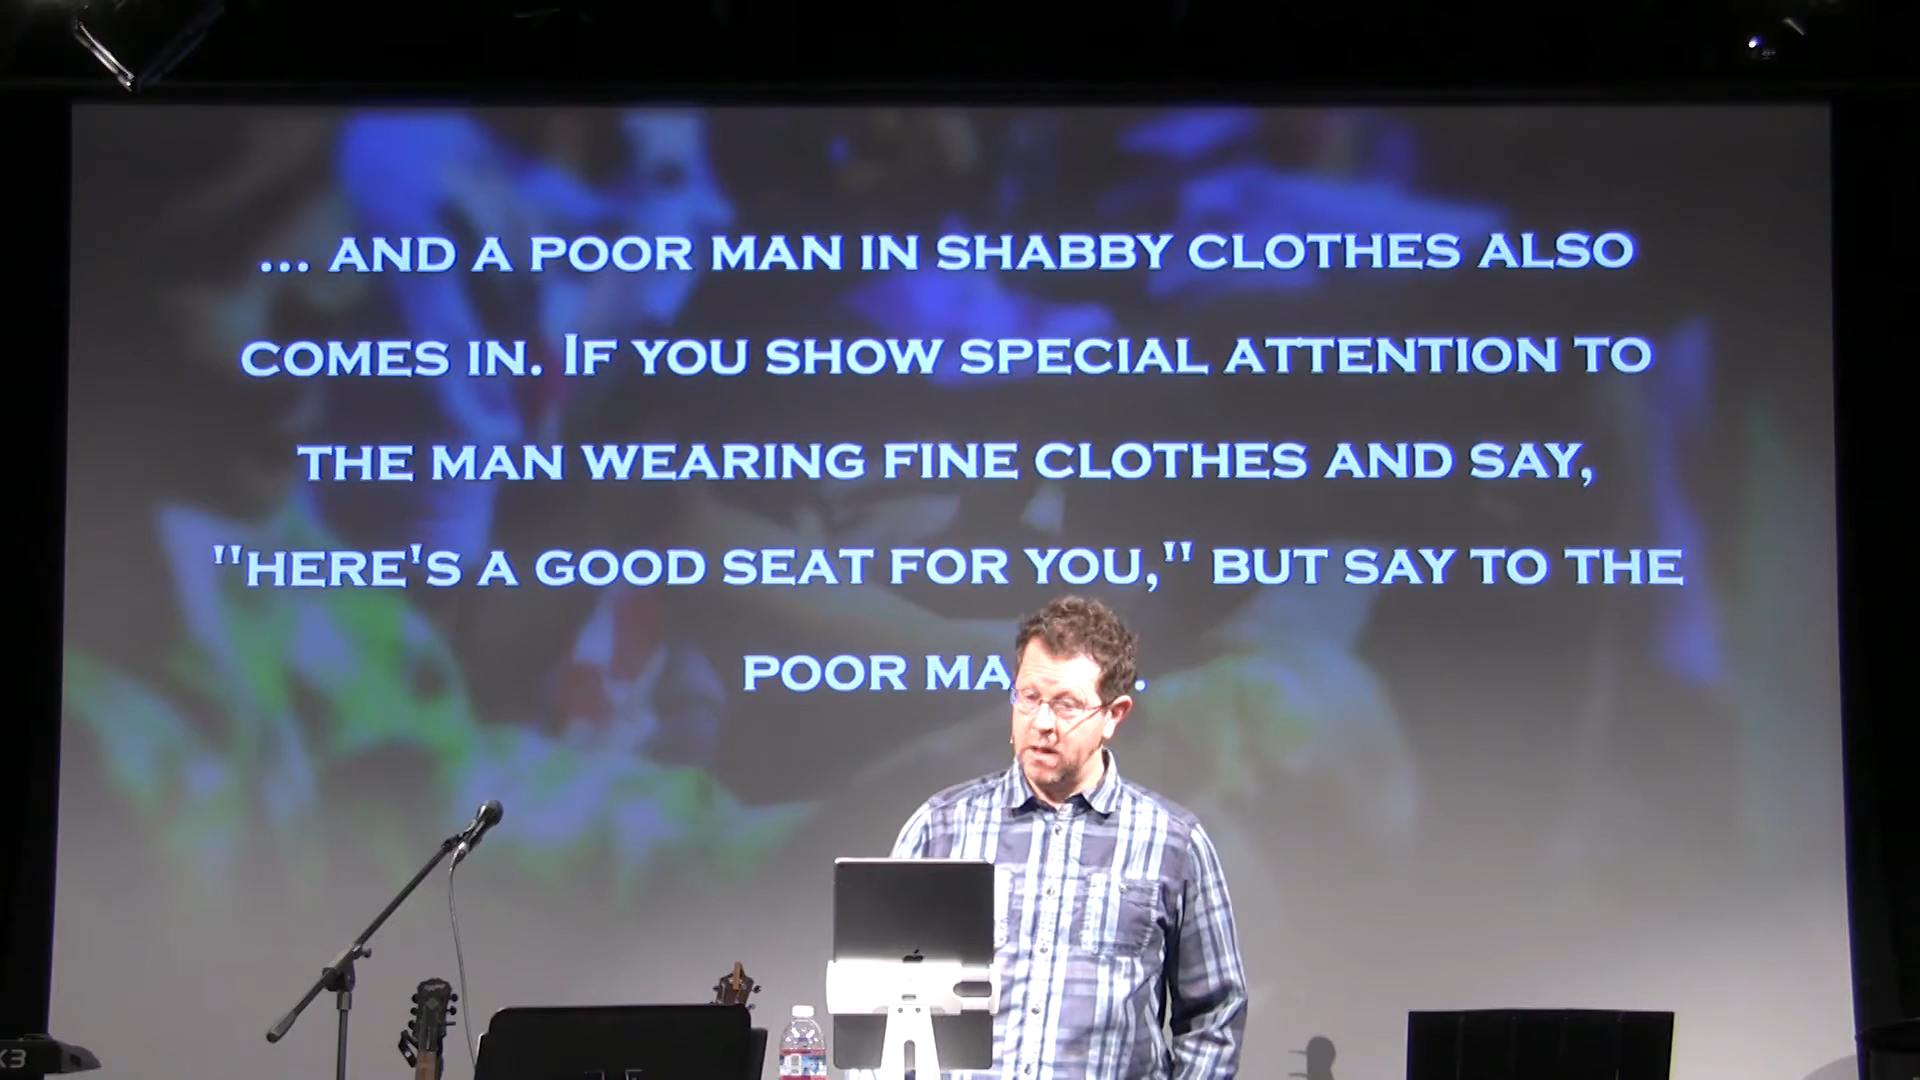 ... AND A POOR MAN IN SHABBY CLOTHES ALSO
COMES IN. IF YOU SHOW SPECIAL ATTENTION TO
THE MAN WEARING FINE CLOTHES AND SAY,
"HERE'S A GOOD SEAT FOR YOU," BUT SAY TO THE
POOR